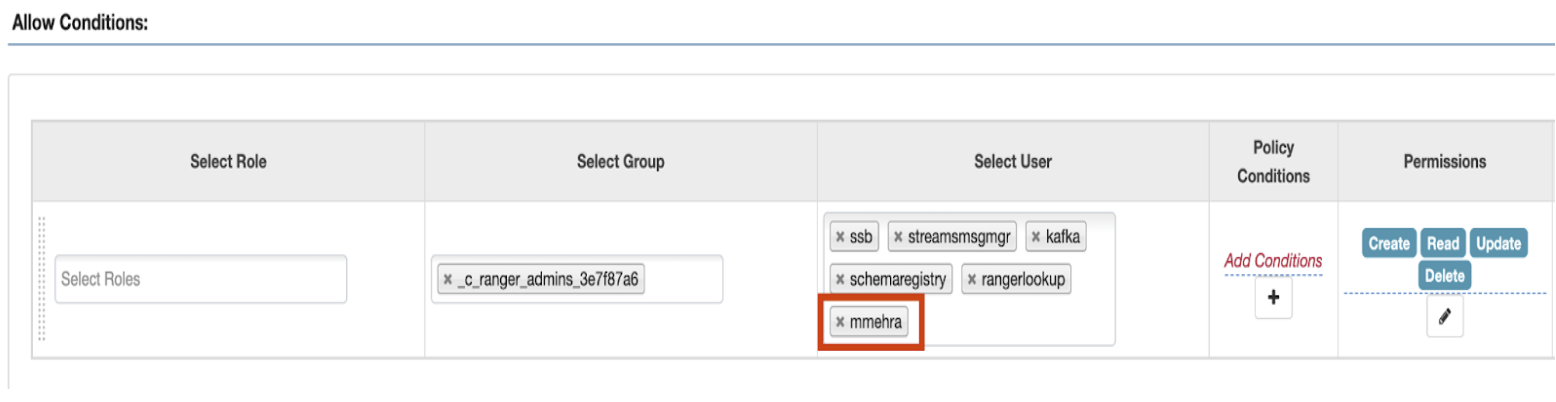 Allow Conditions:
Select Role
Select Group
Select User
Policy
Conditions
Permissions
Select Roles
× _c_ranger_admins_3e7f87a6
× ssb × streamsmsgmgr × kafka
× schemaregistry × rangerlookup
× mmehra
Add Conditions
+
Create Read Update
Delete